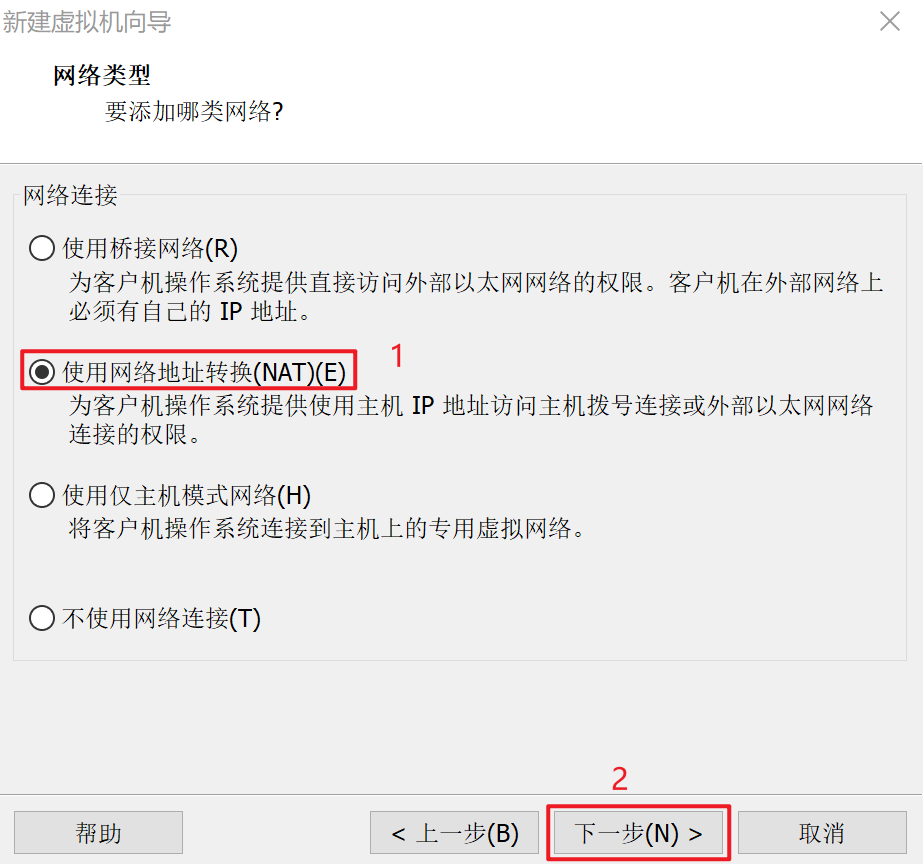 新建虚拟机向导
网络类型
要添加哪类网络?
网络连接
使用桥接网络(R)
为客户机操作系统提供直接访问外部以太网网络的权限。客户机在外部网络上
必须有自己的 IP 地址。
使用网络地址转换(NAT)(E)
1
为客户机操作系统提供使用主机 IP 地址访问主机拨号连接或外部以太网网络
连接的权限。
使用仅主机模式网络(H)
将客户机操作系统连接到主机上的专用虚拟网络。
不使用网络连接(T)
2
帮助
< 上一步(B)
下一步(N) >
取消